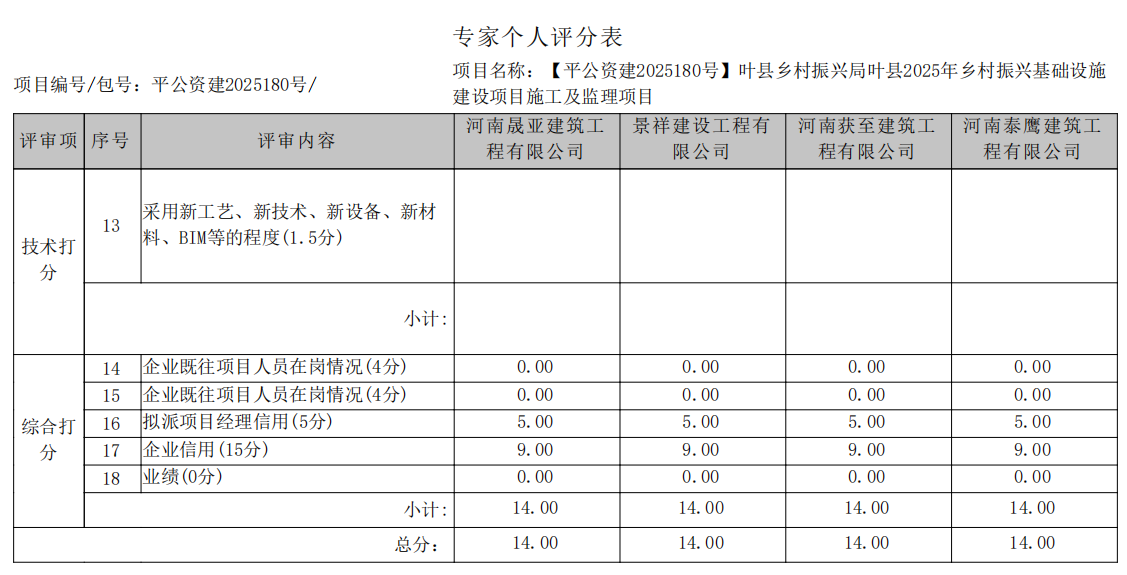 专家个人评分表
项目编号/包号：平公资建2025180号/
项目名称：【平公资建2025180号】叶县乡村振兴局叶县2025年乡村振兴基础设施
建设项目施工及监理项目
评审项 序号 评审内容 河南晟亚建筑工 景祥建设工程有 河南获至建筑工 河南泰鹰建筑工
程有限公司 限公司 程有限公司 程有限公司
技术打
分
13 采用新工艺、新技术、新设备、新材
料、BIM等的程度(1.5分)
小计:
综合打
分
14 企业既往项目人员在岗情况(4分) 0.00 0.00 0.00 0.00
15 企业既往项目人员在岗情况(4分) 0.00 0.00 0.00 0.00
16 拟派项目经理信用(5分) 5.00 5.00 5.00 5.00
17 企业信用(15分) 9.00 9.00 9.00 9.00
18 业绩(0分) 0.00 0.00 0.00 0.00
小计: 14.00 14.00 14.00 14.00
总分: 14.00 14.00 14.00 14.00